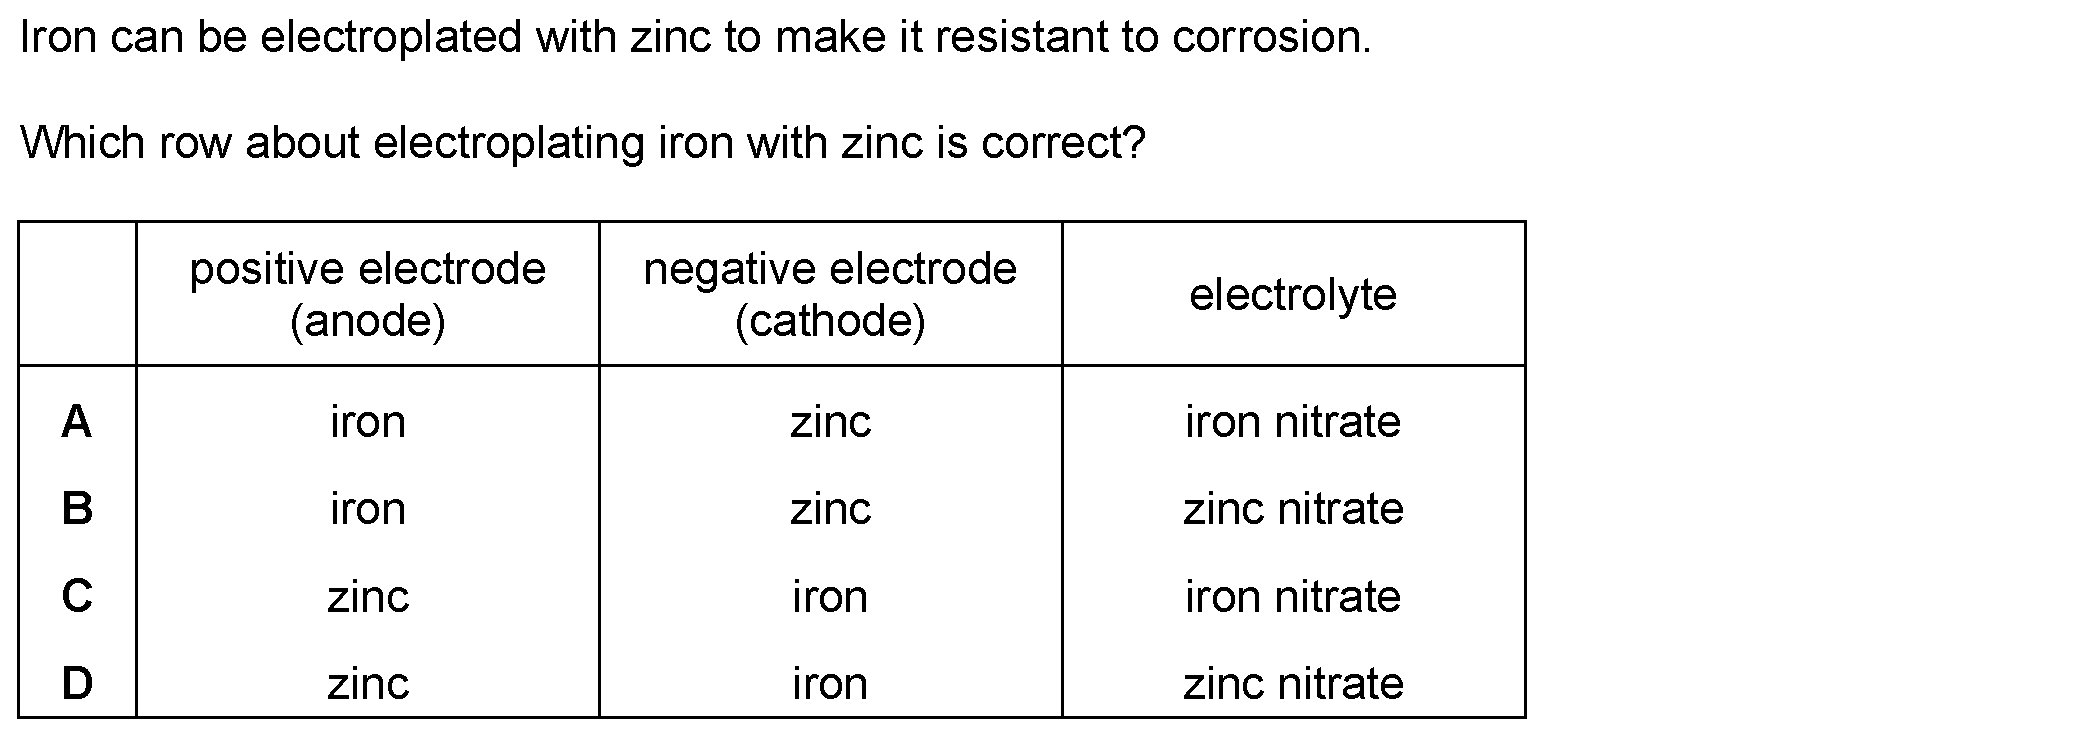 Iron can be electroplated with zinc to make it resistant to corrosion.
Which row about electroplating iron with zinc is correct?
positive electrode (anode) negative electrode (cathode) electrolyte
A iron zinc iron nitrate
B iron zinc zinc nitrate
C zinc iron iron nitrate
D zinc iron zinc nitrate